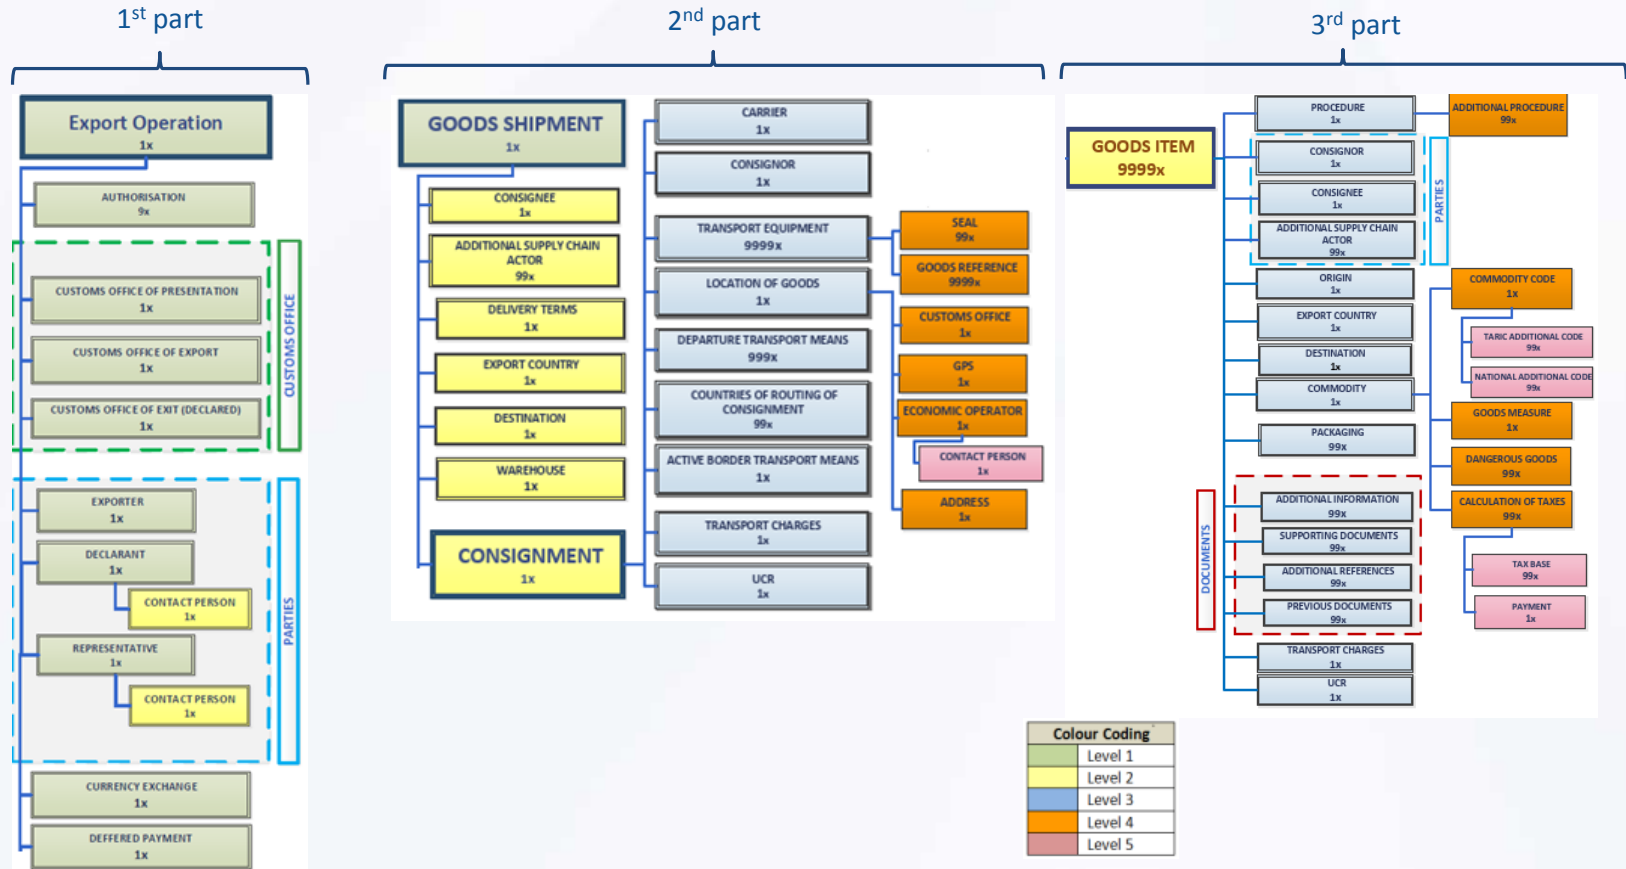 1st part
2nd part
3rd part
Export Operation
1x
AUTHORISATION
9x
CUSTOMS OFFICE OF PRESENTATION
1x
CUSTOMS OFFICE OF EXPORT
1x
CUSTOMS OFFICE OF EXIT (DECLARED)
1x
CUSTOMS OFFICE
EXPORTER
1x
DECLARANT
1x
CONTACT PERSON
1x
REPRESENTATIVE
1x
CONTACT PERSON
1x
PARTIES
CURRENCY EXCHANGE
1x
DEFFERED PAYMENT
1x
GOODS SHIPMENT
1x
CONSIGNEE
1x
ADDITIONAL SUPPLY CHAIN
ACTOR
99x
DELIVERY TERMS
1x
EXPORT COUNTRY
1x
DESTINATION
1x
WAREHOUSE
1x
CONSIGNMENT
1x
CARRIER
1x
CONSIGNOR
1x
TRANSPORT EQUIPMENT
9999x
LOCATION OF GOODS
1x
DEPARTURE TRANSPORT MEANS
999x
COUNTRIES OF ROUTING OF
CONSIGNMENT
99x
ACTIVE BORDER TRANSPORT MEANS
1x
TRANSPORT CHARGES
1x
UCR
1x
SEAL
99x
GOODS REFERENCE
9999x
CUSTOMS OFFICE
1x
GPS
1x
ECONOMIC OPERATOR
1x
CONTACT PERSON
1x
ADDRESS
1x
GOODS ITEM
9999x
PROCEDURE
1x
ADDITIONAL PROCEDURE
99x
CONSIGNOR
1x
CONSIGNEE
1x
ADDITIONAL SUPPLY CHAIN
ACTOR
99x
PARTIES
ORIGIN
1x
EXPORT COUNTRY
1x
DESTINATION
1x
COMMODITY
1x
PACKAGING
99x
DOCUMENTS
ADDITIONAL INFORMATION
99x
SUPPORTING DOCUMENTS
99x
ADDITIONAL REFERENCES
99x
PREVIOUS DOCUMENTS
99x
TRANSPORT CHARGES
1x
UCR
1x
COMMODITY CODE
1x
TARIC ADDITIONAL CODE
99x
NATIONAL ADDITIONAL CODE
99x
GOODS MEASURE
1x
DANGEROUS GOODS
99x
CALCULATION OF TAXES
99x
TAX BASE
99x
PAYMENT
1x
Colour Coding
Level 1
Level 2
Level 3
Level 4
Level 5